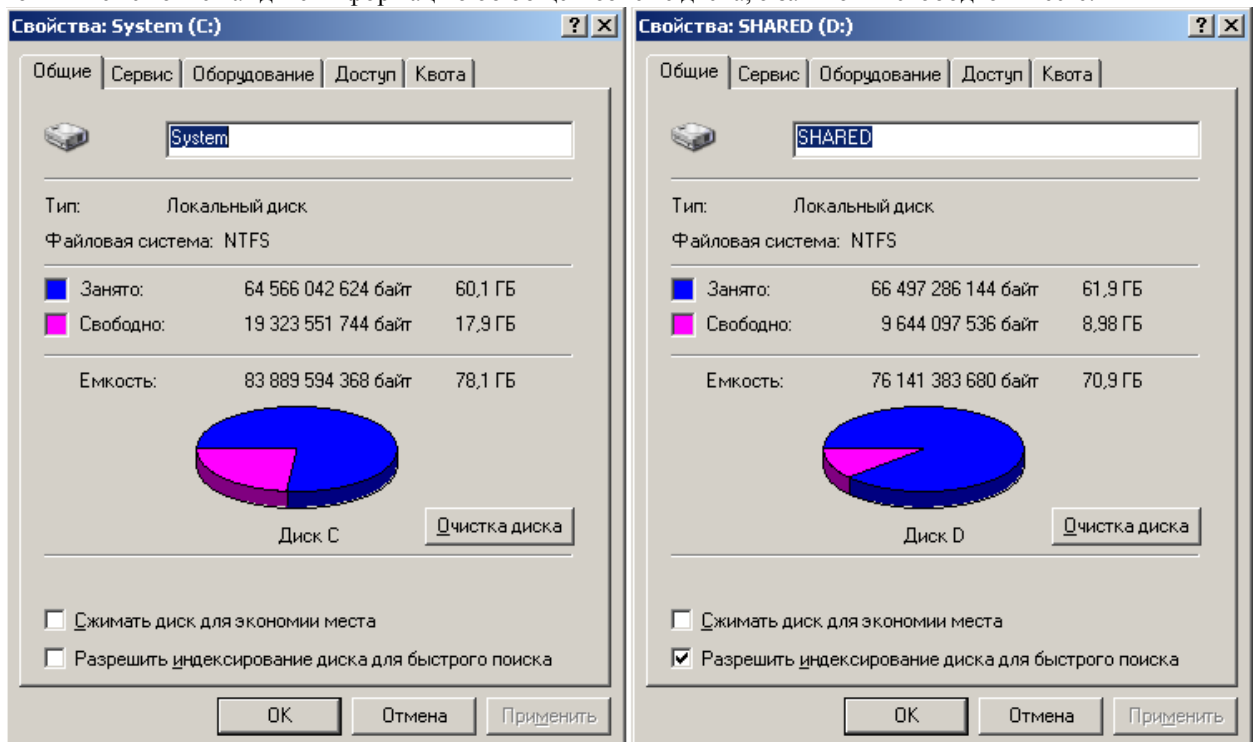 Свойства: System (C:)
Общие Сервис Оборудование Доступ Квота
System
Тип: Локальный диск
Файловая система: NTFS
Занято: 64 566 042 624 байт 60,1 ГБ
Свободно: 19 323 551 744 байт 17,9 ГБ
Емкость: 83 889 594 368 байт 78,1 ГБ
Диск C
Очистка диска
Сжимать диск для экономии места
Разрешить индексирование диска для быстрого поиска
OK Отмена Применить
Свойства: SHARED (D:)
Общие Сервис Оборудование Доступ Квота
SHARED
Тип: Локальный диск
Файловая система: NTFS
Занято: 66 497 286 144 байт 61,9 ГБ
Свободно: 9 644 097 536 байт 8,98 ГБ
Емкость: 76 141 383 680 байт 70,9 ГБ
Диск D
Очистка диска
Сжимать диск для экономии места
Разрешить индексирование диска для быстрого поиска
OK Отмена Применить